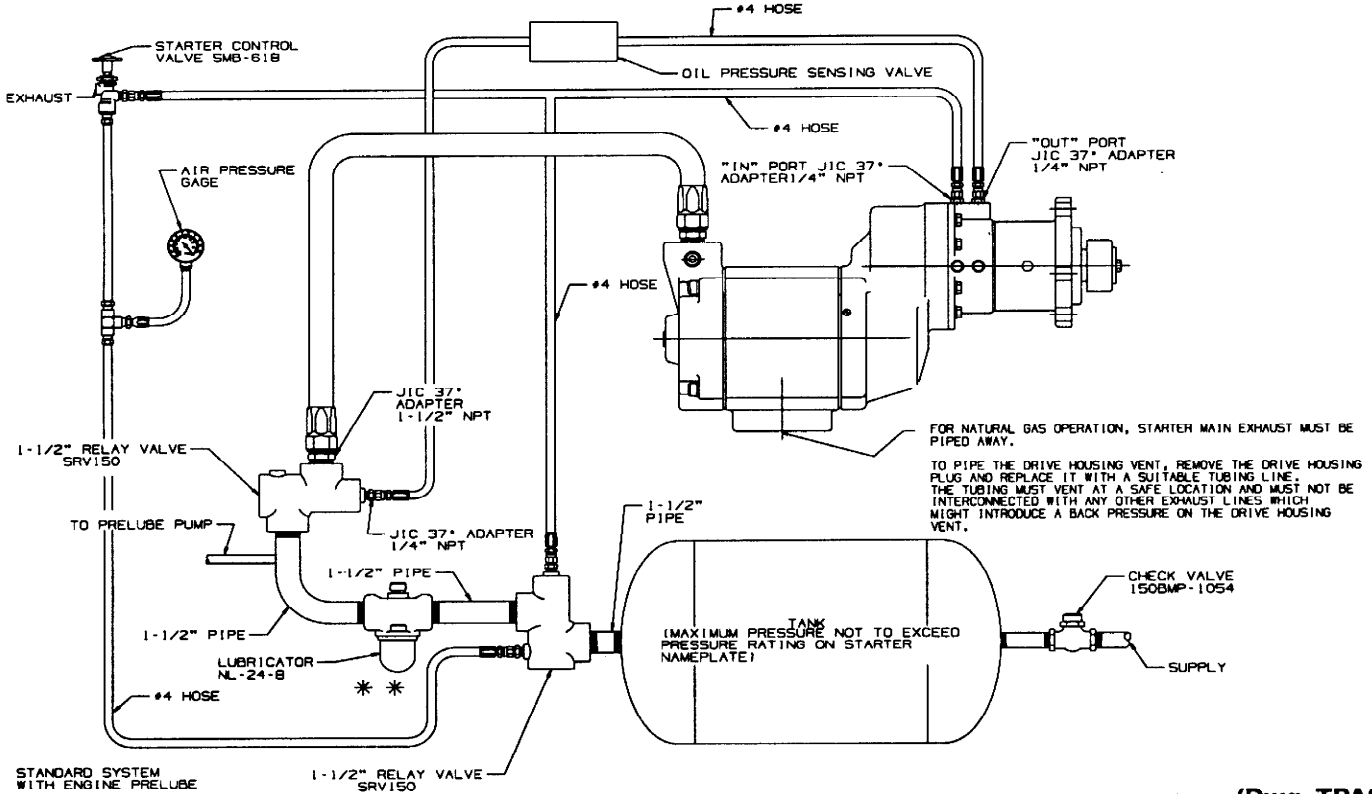 #4 HOSE
STARTER CONTROL
VALVE SMB-618
OIL PRESSURE SENSING VALVE
EXHAUST
#4 HOSE
"OUT" PORT
JIC 37° ADAPTER
1/4" NPT
"IN" PORT JIC 37°
ADAPTER1/4" NPT
AIR PRESSURE
GAGE
#4 HOSE
JIC 37°
ADAPTER
1-1/2" NPT
1-1/2" RELAY VALVE
SRV150
FOR NATURAL GAS OPERATION, STARTER MAIN EXHAUST MUST BE
PIPED AWAY.
TO PIPE THE DRIVE HOUSING VENT, REMOVE THE DRIVE HOUSING
PLUG AND REPLACE IT WITH A SUITABLE TUBING LINE.
THE TUBING MUST VENT AT A SAFE LOCATION AND MUST NOT BE
INTERCONNECTED WITH ANY OTHER EXHAUST LINES WHICH
MIGHT INTRODUCE A BACK PRESSURE ON THE DRIVE HOUSING
VENT.
TO PRELUBE PUMP
JIC 37° ADAPTER
1/4" NPT
1-1/2"
PIPE
1-1/2" PIPE
CHECK VALVE
150BMP-1054
1-1/2" PIPE
TANK
(MAXIMUM PRESSURE NOT TO EXCEED
PRESSURE RATING ON STARTER
NAMEPLATE)
LUBRICATOR
NL-24-8
SUPPLY
* *
#4 HOSE
STANDARD SYSTEM
WITH ENGINE PRELUBE
1-1/2" RELAY VALVE
SRV150